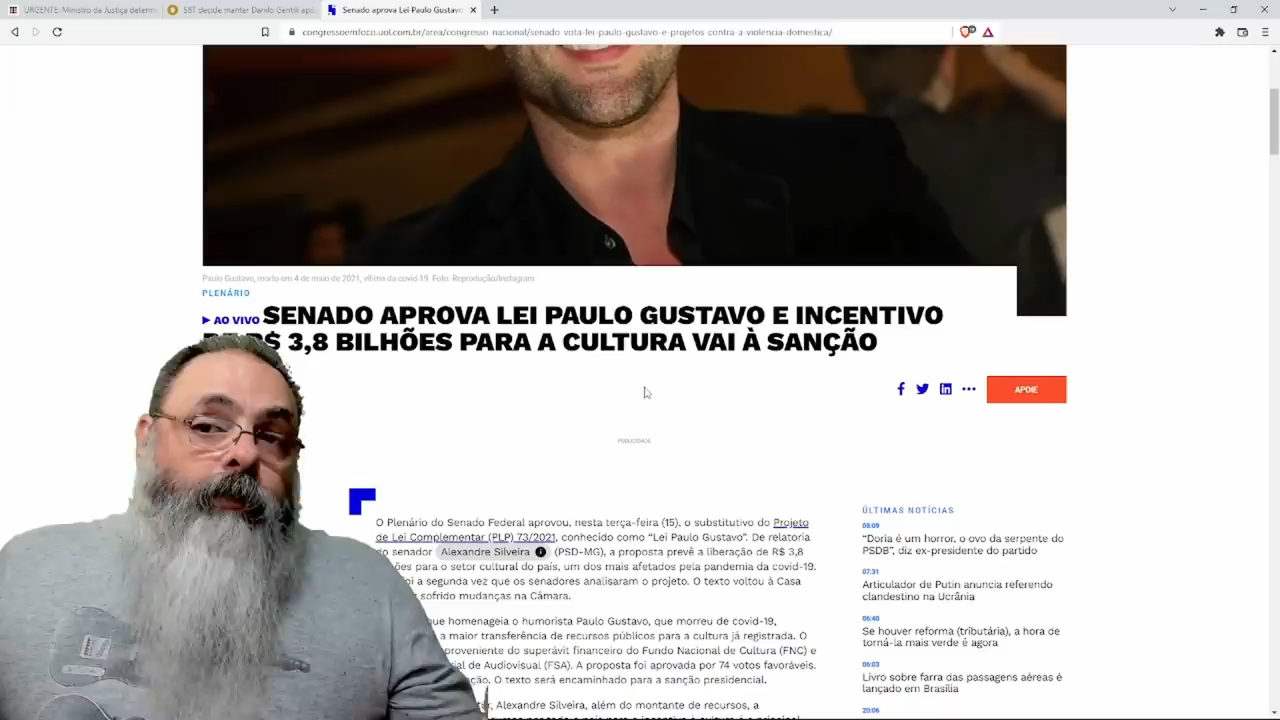 URGENTE: Ministro da Justiça determ
SBT decide manter Danilo Gentili apó
Senado aprova Lei Paulo Gustavo
congressoemfoco.uol.com.br/area/congresso-nacional/senado-vota-lei-paulo-gustavo-e-projetos-contra-a-violencia-domestica/
Paulo Gustavo, morto em 4 de maio de 2021, vítima da covid-19. Foto: Reprodução/Instagram
PLENÁRIO
AO VIVO SENADO APROVA LEI PAULO GUSTAVO E INCENTIVO
R$ 3,8 BILHÕES PARA A CULTURA VAI À SANÇÃO
APOIE
PUBLICIDADE
O Plenário do Senado Federal aprovou, nesta terça-feira (15), o substitutivo do Projeto
de Lei Complementar (PLP) 73/2021, conhecido como “Lei Paulo Gustavo”. De relatoria
do senador Alexandre Silveira (PSD-MG), a proposta prevê a liberação de R$ 3,8
ões para o setor cultural do país, um dos mais afetados pela pandemia da covid-19.
oi a segunda vez que os senadores analisaram o projeto. O texto voltou à Casa
sofrido mudanças na Câmara.
que homenageia o humorista Paulo Gustavo, que morreu de covid-19,
a maior transferência de recursos públicos para a cultura já registrada. O
proveniente do superávit financeiro do Fundo Nacional de Cultura (FNC) e
ial de Audiovisual (FSA). A proposta foi aprovada por 74 votos favoráveis.
ção. O texto será encaminhado para a sanção presidencial.
r, Alexandre Silveira, além do montante de recursos, a
ÚLTIMAS NOTÍCIAS
08:09
“Doria é um horror, o ovo da serpente do
PSDB”, diz ex-presidente do partido
07:31
Articulador de Putin anuncia referendo
clandestino na Ucrânia
06:40
Se houver reforma (tributária), a hora de
torná-la mais verde é agora
06:03
Livro sobre farra das passagens aéreas é
lançado em Brasília
20:06